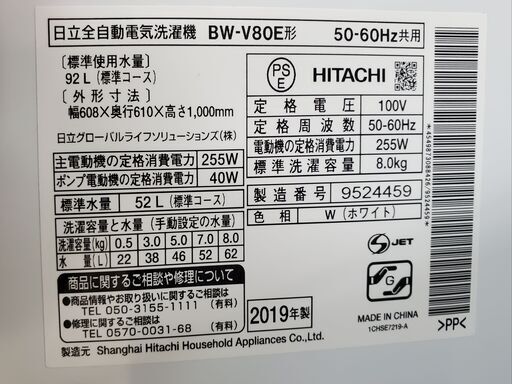 日立全自動電気洗濯機 BW-V80E形 50-60Hz共用
〔標準使用水量〕
92L(標準コース)
〔外形寸法〕
幅608×奥行610×高さ1,000mm
日立グローバルライフソリューションズ(株)
主電動機の定格消費電力 255W
ポンプ電動機の定格消費電力 40W
標準水量 52L(標準コース)
洗濯容量と水量(手動設定の水量)
洗濯容量(kg) 0.5 3.0 5.0 7.0 8.0
水量(L) 22 38 46 52 62
商品に関するご相談や修理について
●商品情報やお取り扱いに関するご相談
TEL 050-3155-1111(有料)
●修理に関するご相談
TEL 0570-0031-68(有料)
製造元 Shanghai Hitachi Household Appliances Co.,Ltd.
PS
E
HITACHI
定格電圧 100V
定格周波数 50-60Hz
電動機の定格消費電力 255W
標準洗濯容量 8.0kg
製造番号 9524459
色相 W(ホワイト)
S JET
G
2019年製
MADE IN CHINA
1CHSE7219-A
>PP<
*4549873088426/9524459*